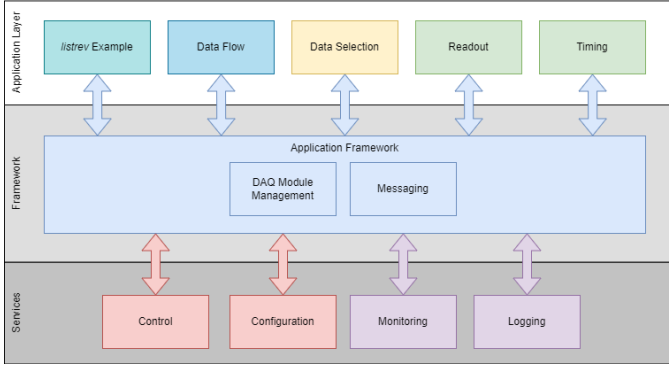 Application Layer
listrev Example
Data Flow
Data Selection
Readout
Timing
Framework
Application Framework
DAQ Module
Management
Messaging
Services
Control
Configuration
Monitoring
Logging